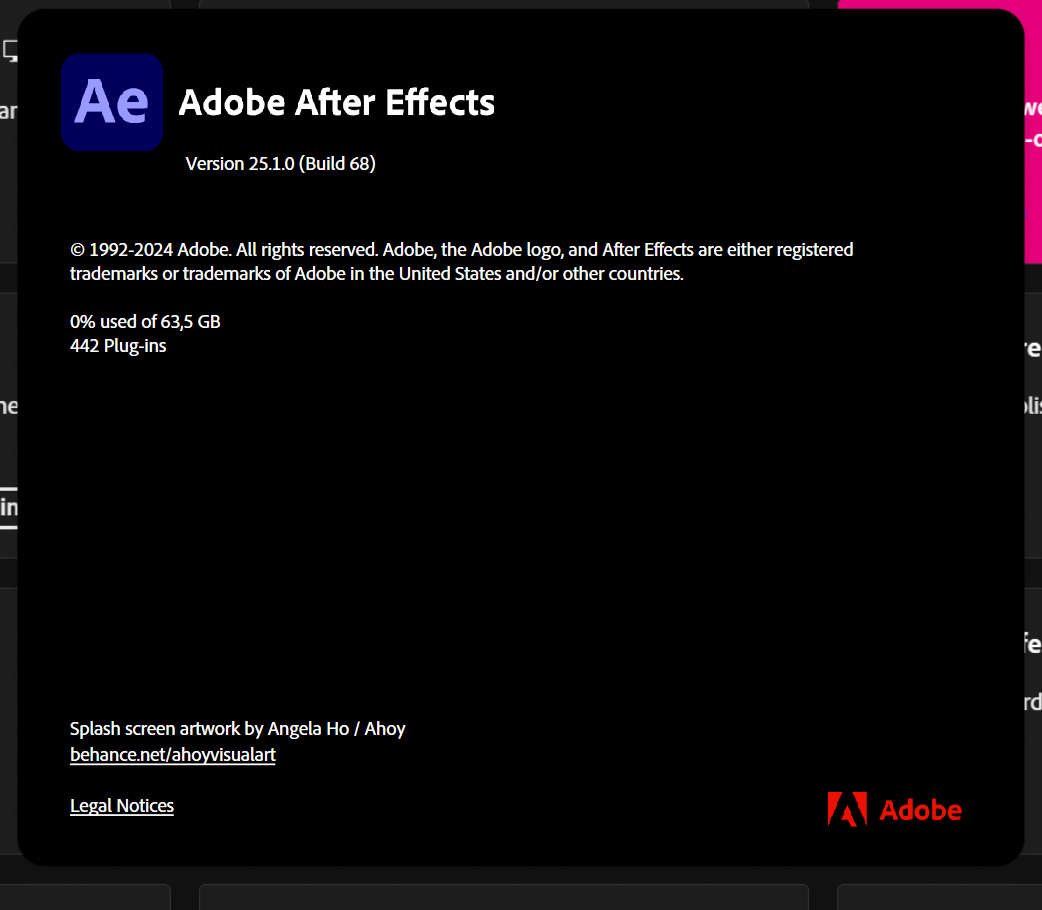 Ae
Adobe After Effects
Version 25.1.0 (Build 68)
© 1992-2024 Adobe. All rights reserved. Adobe, the Adobe logo, and After Effects are either registered
trademarks or trademarks of Adobe in the United States and/or other countries.
0% used of 63,5 GB
442 Plug-ins
Splash screen artwork by Angela Ho / Ahoy
behance.net/ahoyvisualart
Legal Notices
Adobe